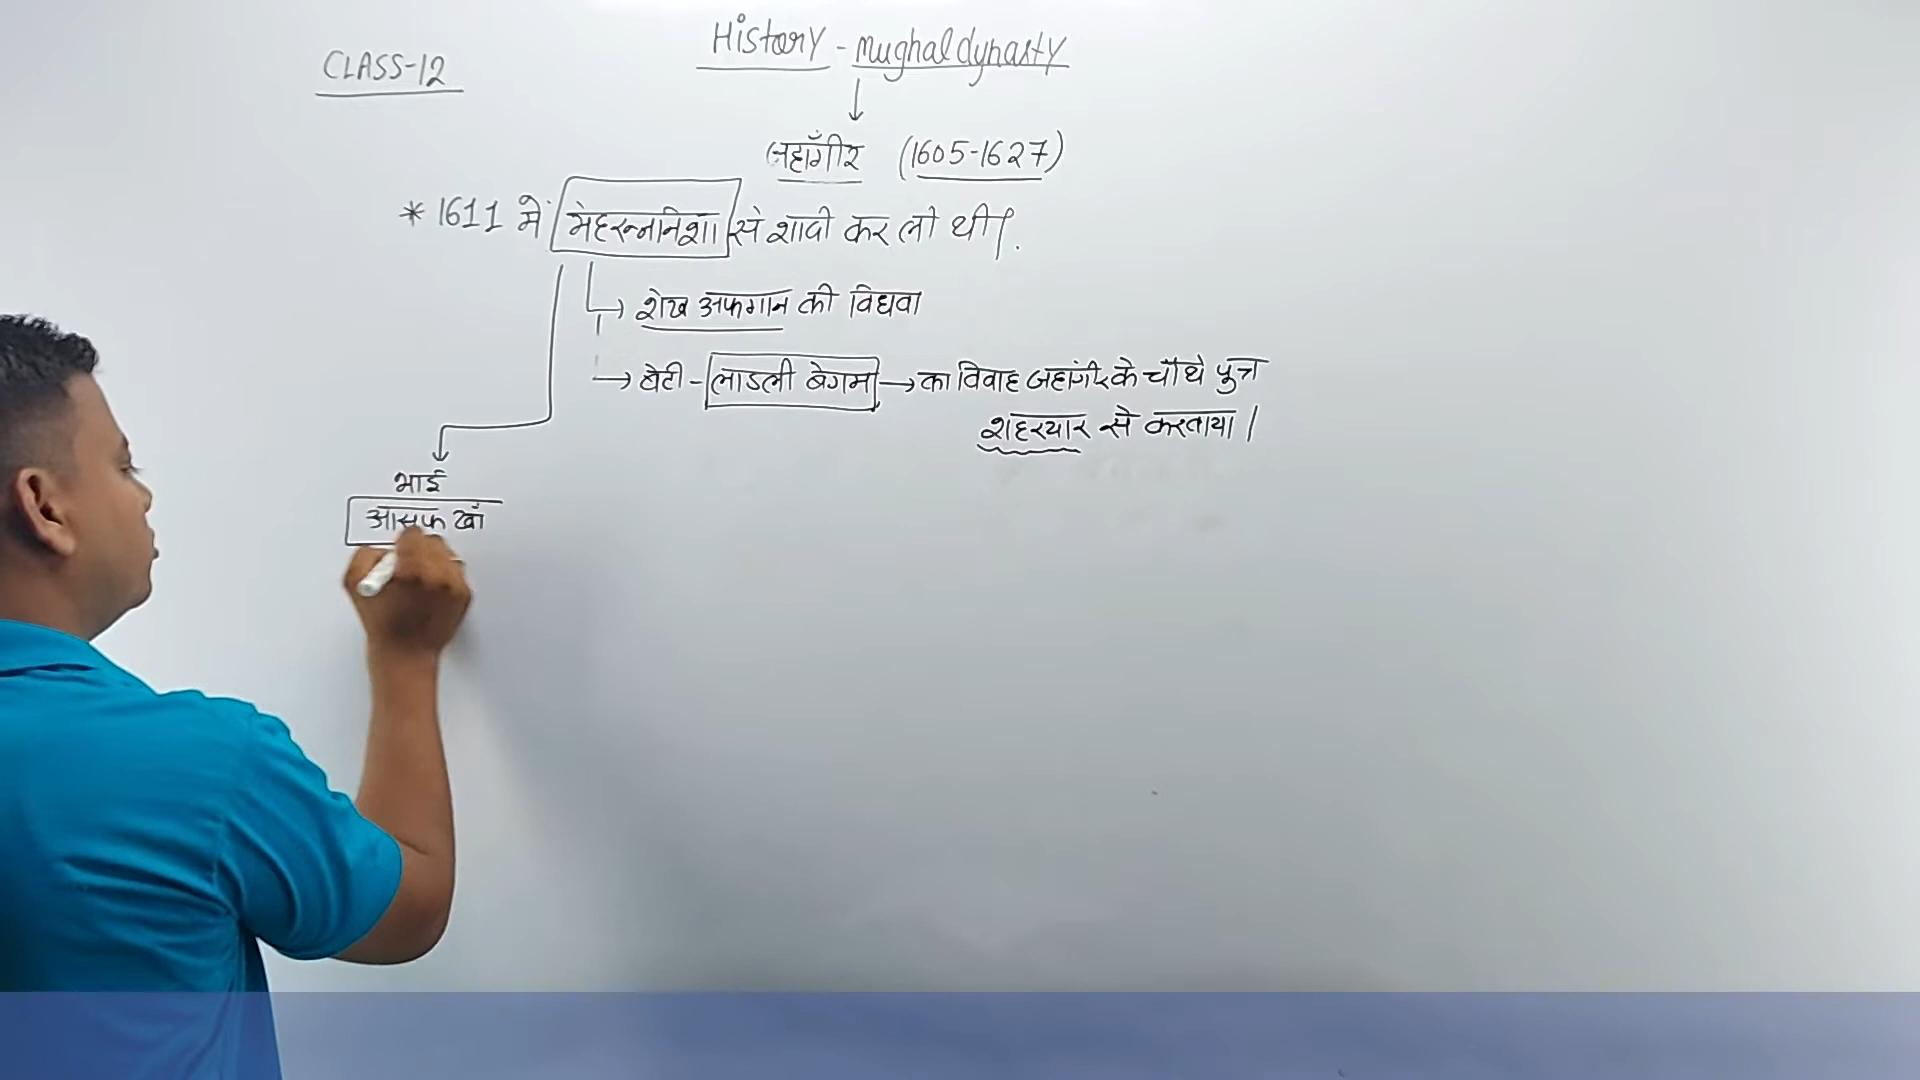 CLASS-12
History - mughal dynasty
जहाँगीर (1605-1627)
* 1611 में मेहरून्ननिशा से शादी कर ली थी।
शेख अफगान की विधवा
बेटी - लाडली बेगम → का विवाह जहांगीर के चौथे पुत्र
शहरयार से करवाया।
भाई
आसफ खाँ